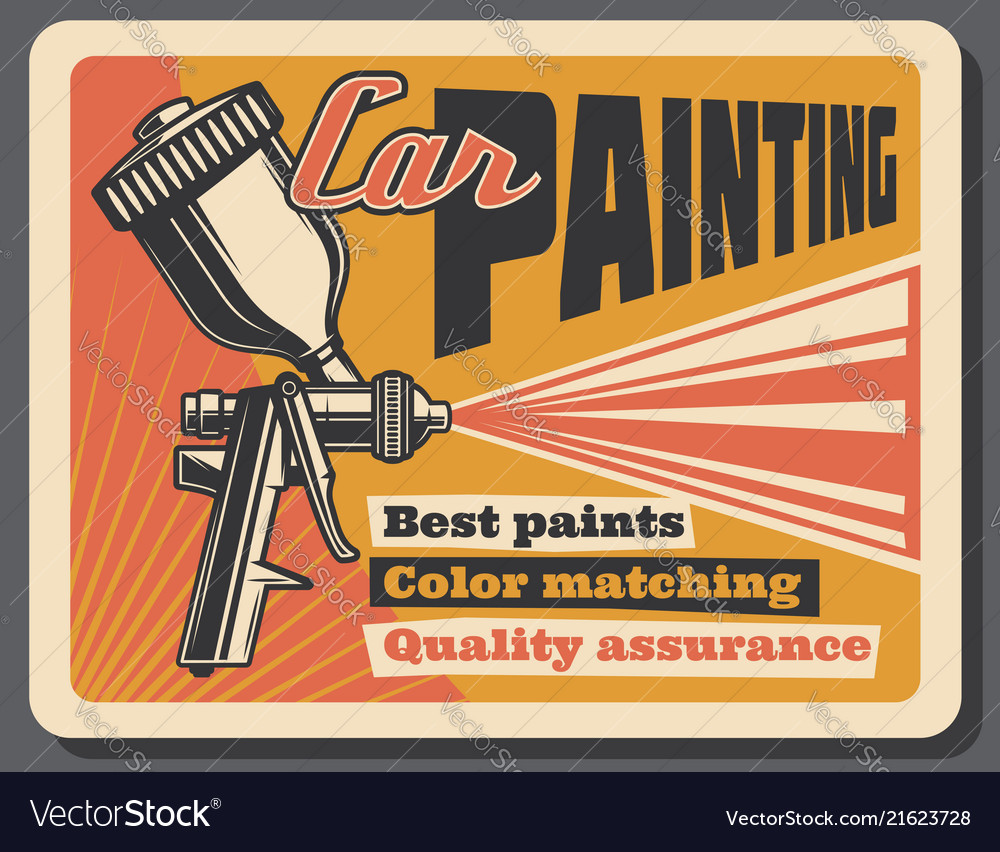 Car
PAINTING
Best paints
Color matching
Quality assurance
VectorStock®
VectorStock.com/21623728